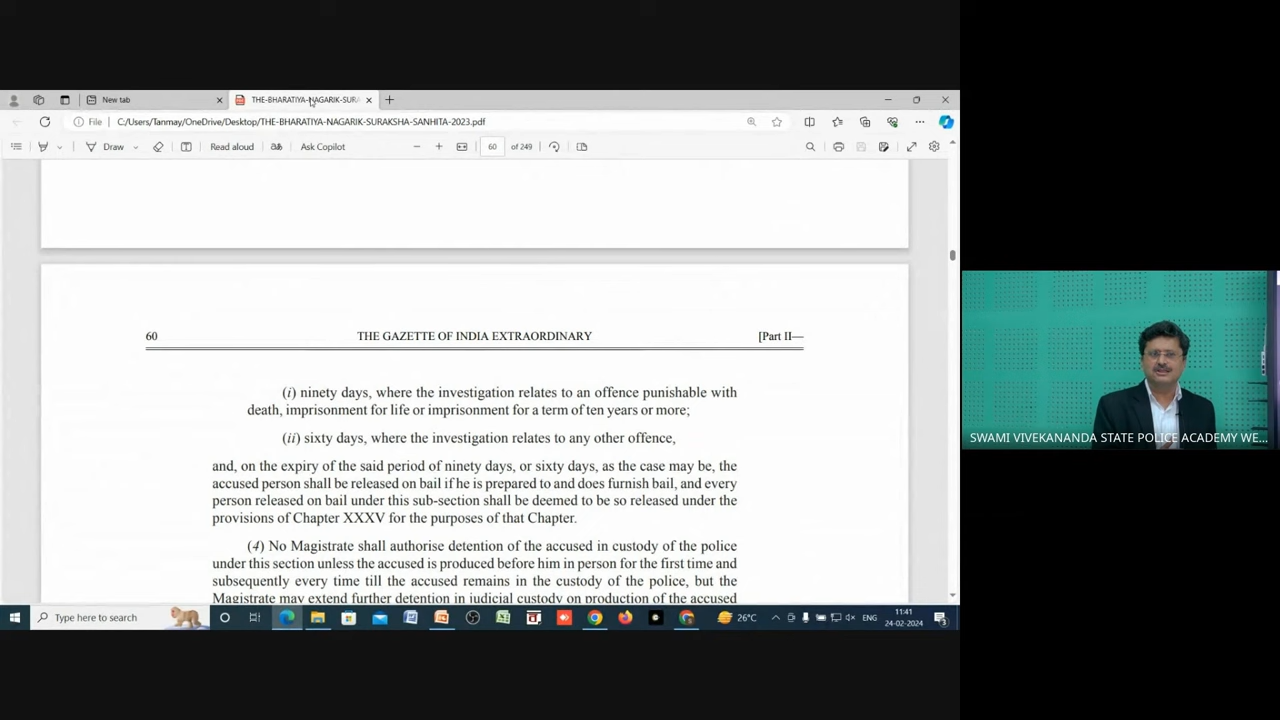 New tab
THE-BHARATIYA-NAGARIK-SURA
File
C:/Users/Tanmay/OneDrive/Desktop/THE-BHARATIYA-NAGARIK-SURAKSHA-SANHITA-2023.pdf
Draw
Read aloud
Ask Copilot
60 of 249
60 THE GAZETTE OF INDIA EXTRAORDINARY [Part II—
(i) ninety days, where the investigation relates to an offence punishable with
death, imprisonment for life or imprisonment for a term of ten years or more;
(ii) sixty days, where the investigation relates to any other offence,
and, on the expiry of the said period of ninety days, or sixty days, as the case may be, the
accused person shall be released on bail if he is prepared to and does furnish bail, and every
person released on bail under this sub-section shall be deemed to be so released under the
provisions of Chapter XXXV for the purposes of that Chapter.
(4) No Magistrate shall authorise detention of the accused in custody of the police
under this section unless the accused is produced before him in person for the first time and
subsequently every time till the accused remains in the custody of the police, but the
Magistrate may extend further detention in judicial custody on production of the accused
SWAMI VIVEKANANDA STATE POLICE ACADEMY WE...
Type here to search
26°C
ENG
11:41
24-02-2024
3